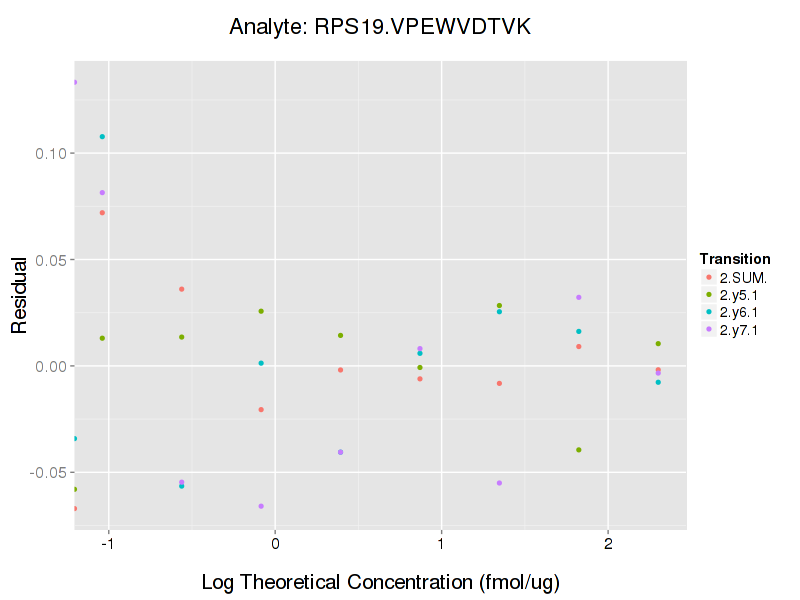 Analyte: RPS19.VPEWVDTVK
Residual
0.10
0.05
0.00
-0.05
-1 0 1 2
Log Theoretical Concentration (fmol/ug)
Transition
2.SUM.
2.y5.1
2.y6.1
2.y7.1